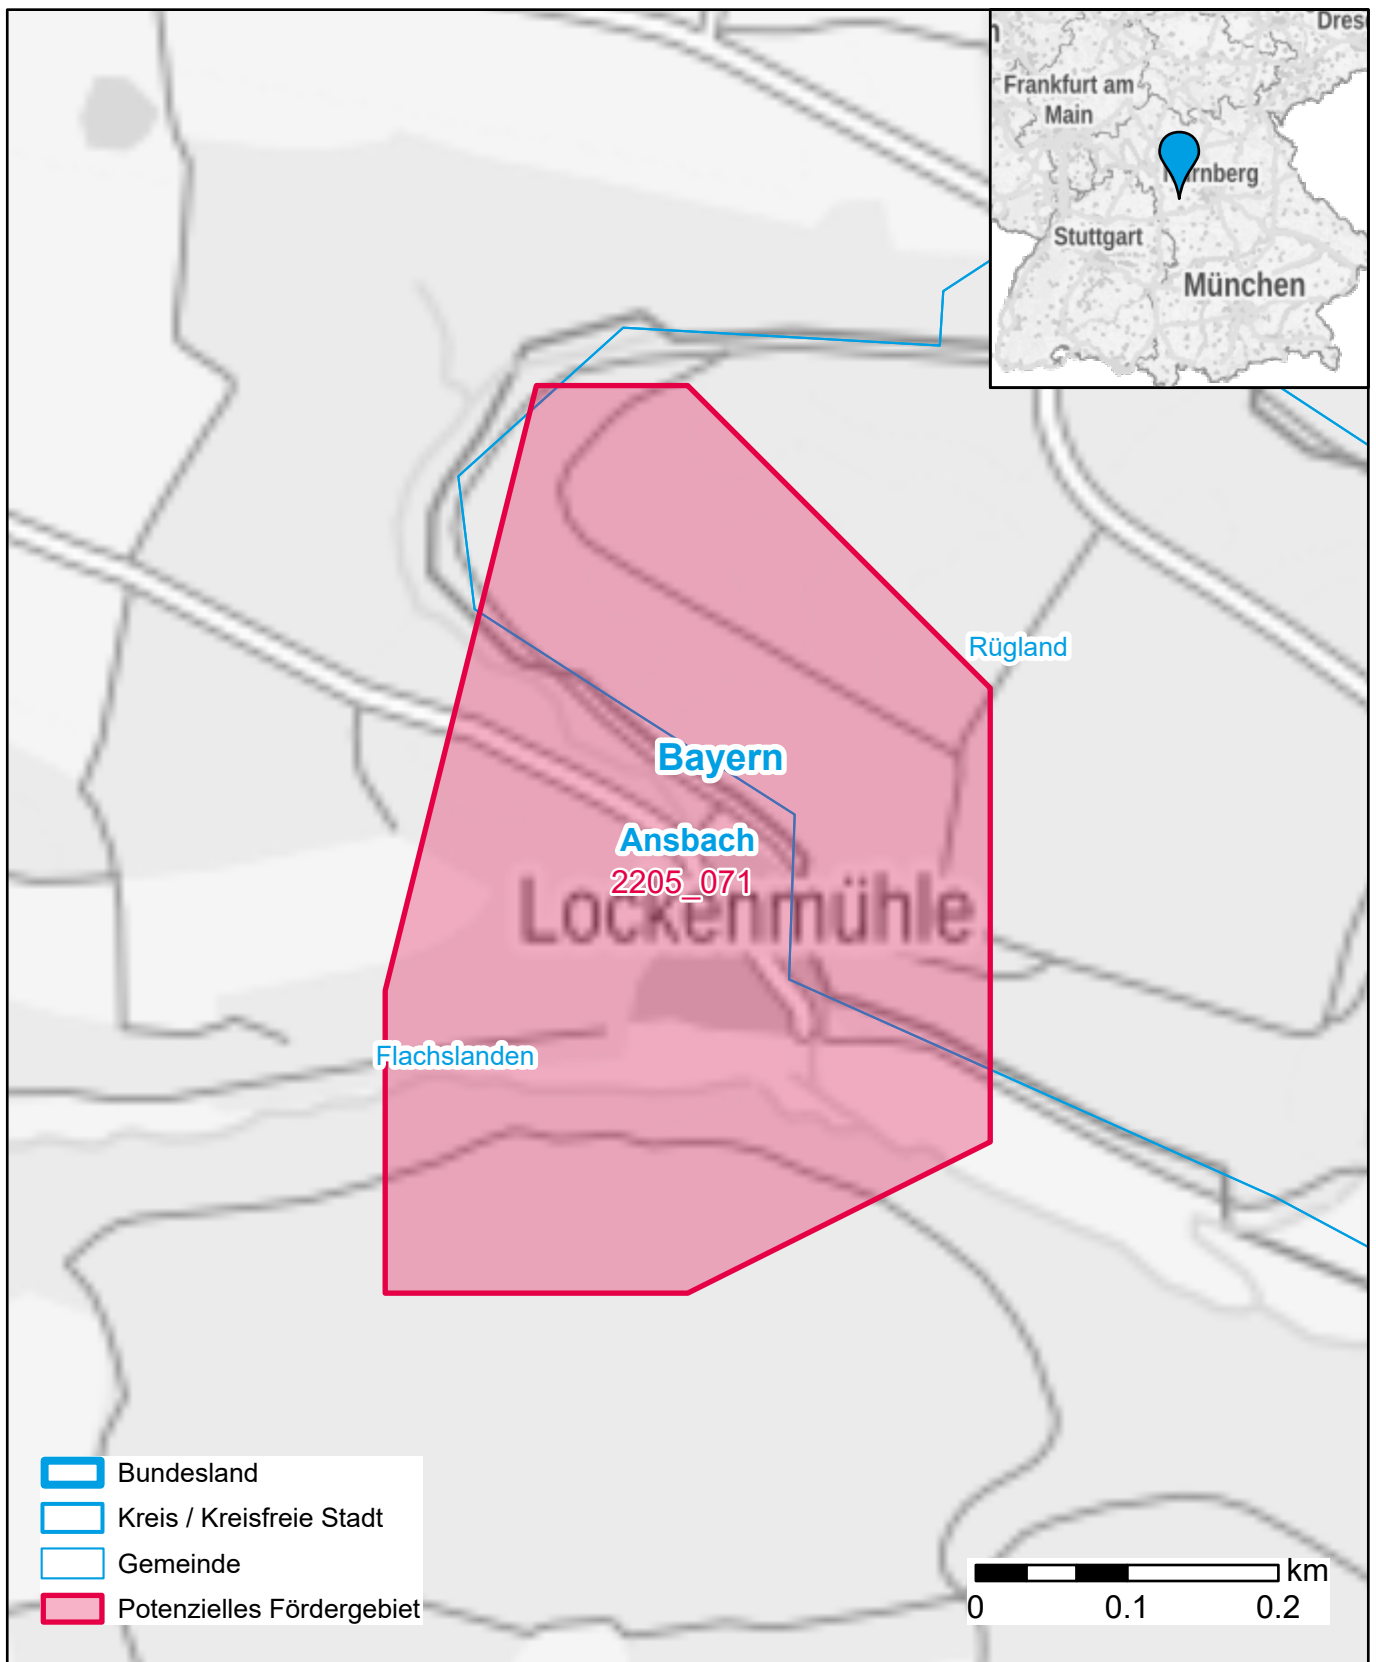 Dres
Frankfurt am
Main
Nürnberg
Stuttgart
München
Rügland
Bayern
Ansbach
2205_071
Lockenmühle
Flachslanden
Bundesland
Kreis / Kreisfreie Stadt
Gemeinde
Potenzielles Fördergebiet
km
0 0.1 0.2